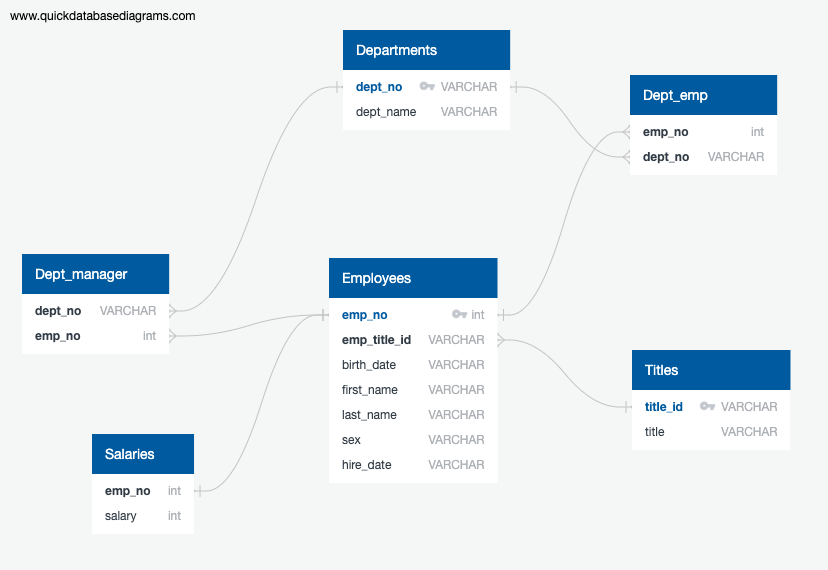 www.quickdatabasediagrams.com
Departments
dept_no VARCHAR
dept_name VARCHAR
Dept_emp
emp_no int
dept_no VARCHAR
Dept_manager
dept_no VARCHAR
emp_no int
Employees
emp_no int
emp_title_id VARCHAR
birth_date VARCHAR
first_name VARCHAR
last_name VARCHAR
sex VARCHAR
hire_date VARCHAR
Titles
title_id VARCHAR
title VARCHAR
Salaries
emp_no int
salary int